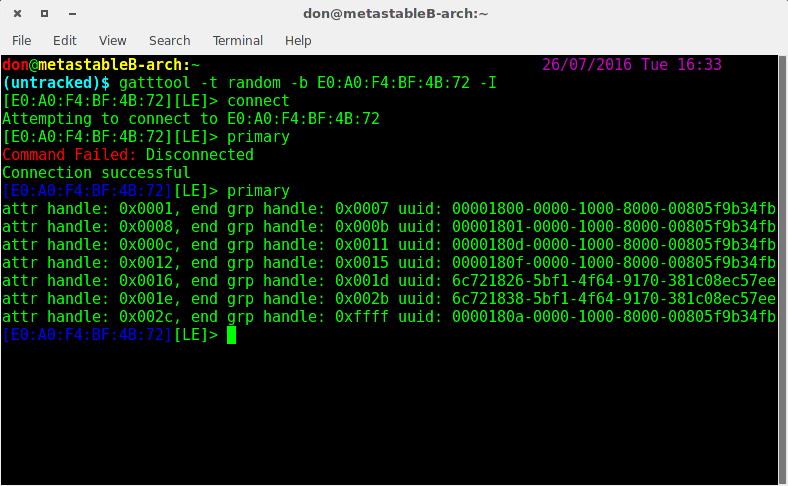 don@metastableB-arch:~
File Edit View Search Terminal Help
don@metastableB-arch:~ 26/07/2016 Tue 16:33
(untracked)$ gatttool -t random -b E0:A0:F4:BF:4B:72 -I
[E0:A0:F4:BF:4B:72][LE]> connect
Attempting to connect to E0:A0:F4:BF:4B:72
[E0:A0:F4:BF:4B:72][LE]> primary
Command Failed: Disconnected
Connection successful
[E0:A0:F4:BF:4B:72][LE]> primary
attr handle: 0x0001, end grp handle: 0x0007 uuid: 00001800-0000-1000-8000-00805f9b34fb
attr handle: 0x0008, end grp handle: 0x000b uuid: 00001801-0000-1000-8000-00805f9b34fb
attr handle: 0x000c, end grp handle: 0x0011 uuid: 0000180d-0000-1000-8000-00805f9b34fb
attr handle: 0x0012, end grp handle: 0x0015 uuid: 0000180f-0000-1000-8000-00805f9b34fb
attr handle: 0x0016, end grp handle: 0x001d uuid: 6c721826-5bf1-4f64-9170-381c08ec57ee
attr handle: 0x001e, end grp handle: 0x002b uuid: 6c721838-5bf1-4f64-9170-381c08ec57ee
attr handle: 0x002c, end grp handle: 0xffff uuid: 0000180a-0000-1000-8000-00805f9b34fb
[E0:A0:F4:BF:4B:72][LE]>